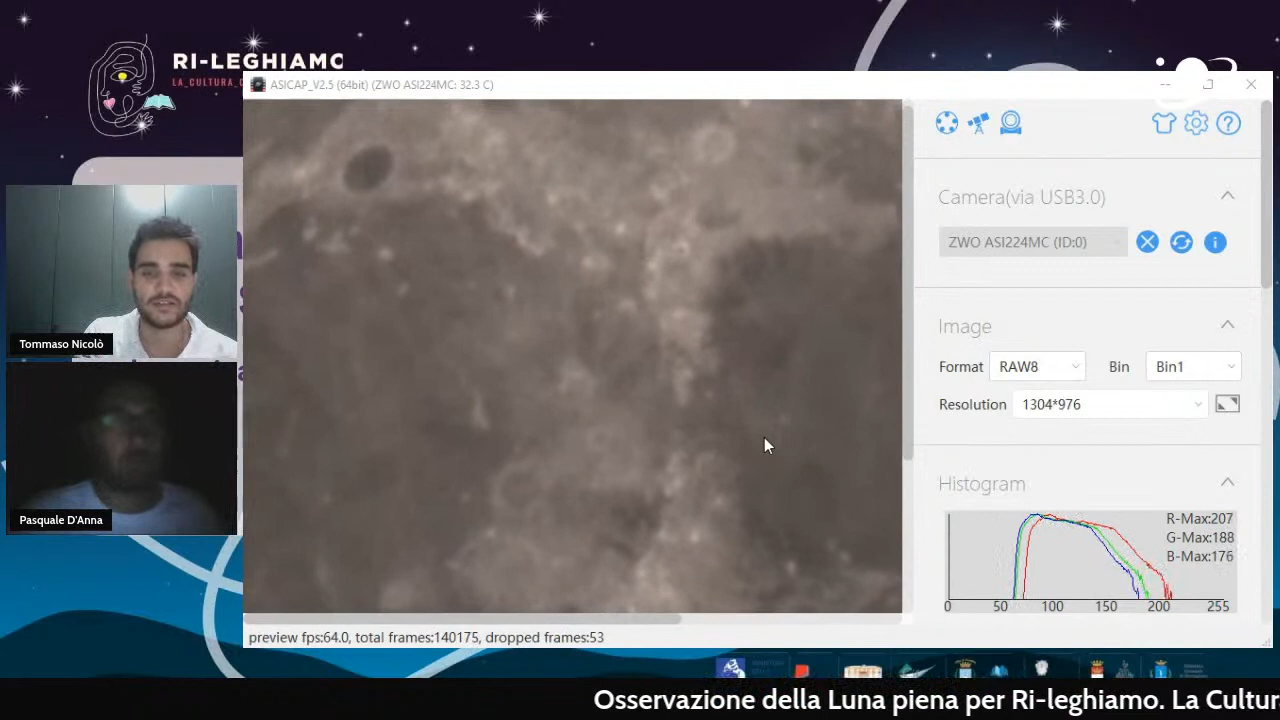 RI-LEGHIAMO
LA_CULTURA_
ASICAP_V2.5 (64bit) (ZWO ASI224MC: 32.3 C)
Camera(via USB3.0)
ZWO ASI224MC (ID:0)
Image
Format RAW8 Bin Bin1
Resolution 1304*976
Histogram
R-Max:207
G-Max:188
B-Max:176
0 50 100 150 200 255
Tommaso Nicolò
Pasquale D'Anna
preview fps:64.0, total frames:140175, dropped frames:53
Osservazione della Luna piena per Ri-leghiamo. La Cultur